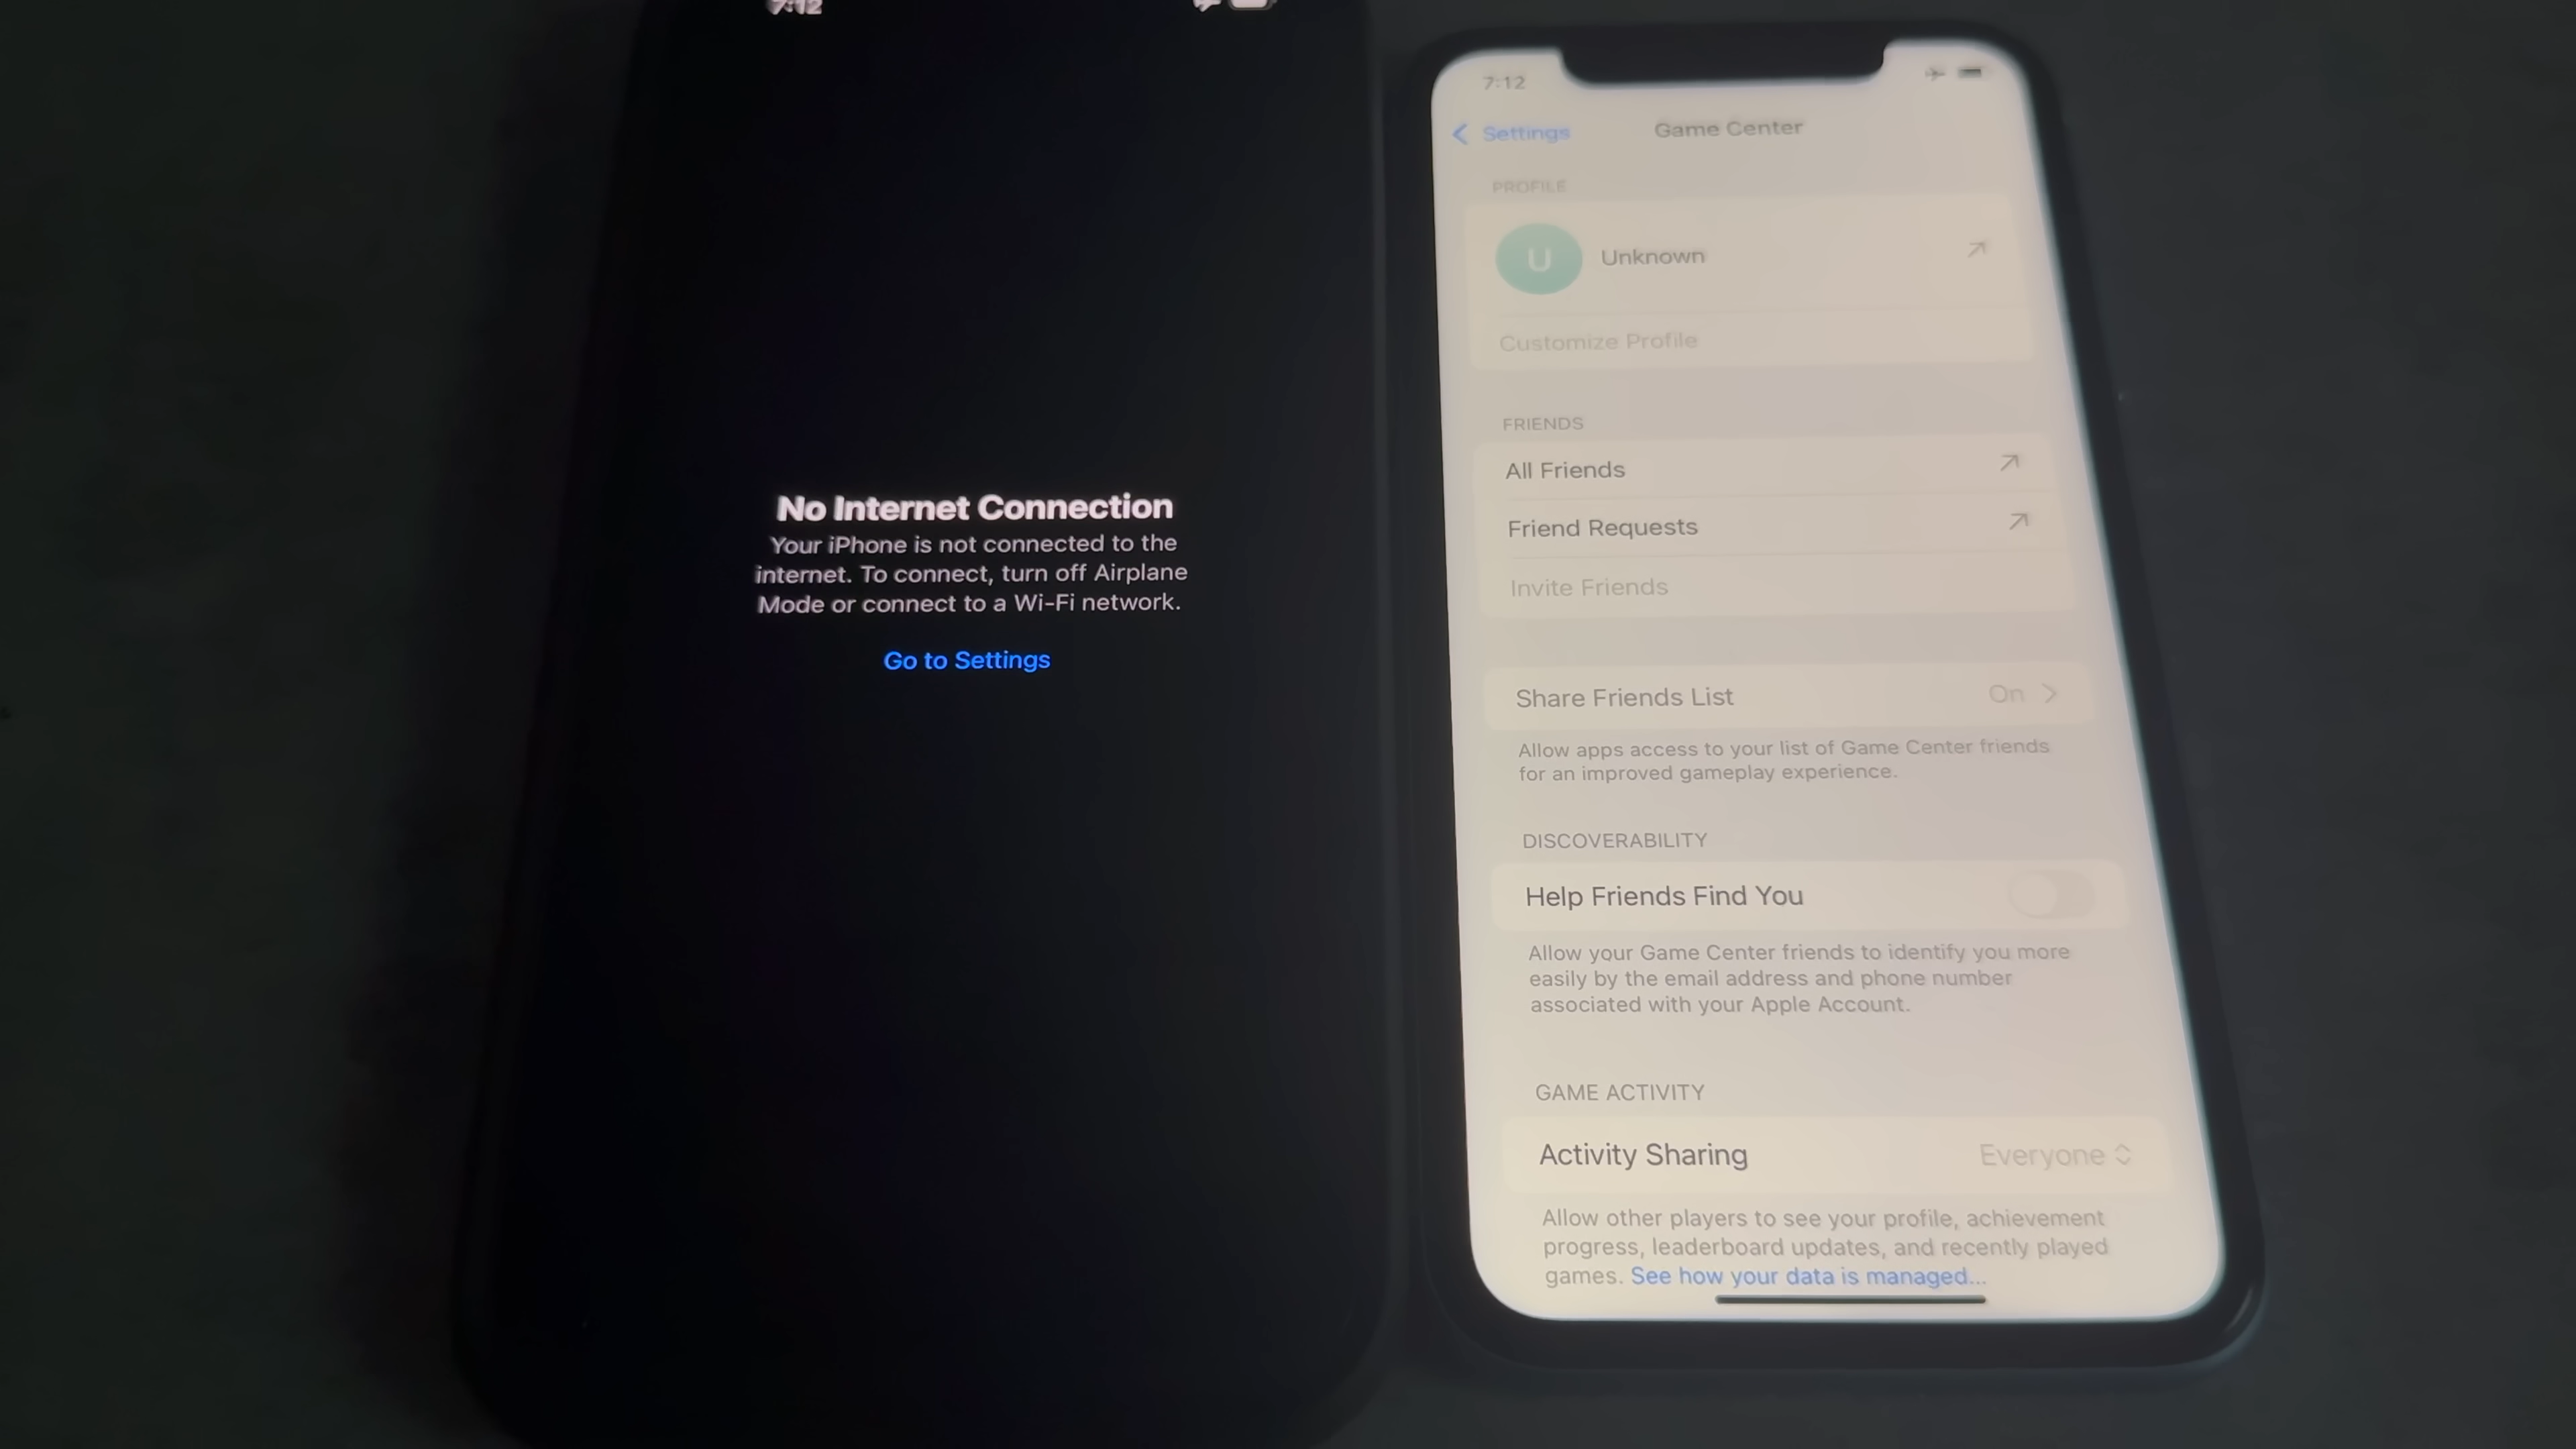 7:12
No Internet Connection
Your iPhone is not connected to the
internet. To connect, turn off Airplane
Mode or connect to a Wi-Fi network.
Go to Settings
7:12
Settings
Game Center
PROFILE
U
Unknown
Customize Profile
FRIENDS
All Friends
Friend Requests
Invite Friends
Share Friends List On
Allow apps access to your list of Game Center friends
for an improved gameplay experience.
DISCOVERABILITY
Help Friends Find You
Allow your Game Center friends to identify you more
easily by the email address and phone number
associated with your Apple Account.
GAME ACTIVITY
Activity Sharing Everyone
Allow other players to see your profile, achievement
progress, leaderboard updates, and recently played
games. See how your data is managed...